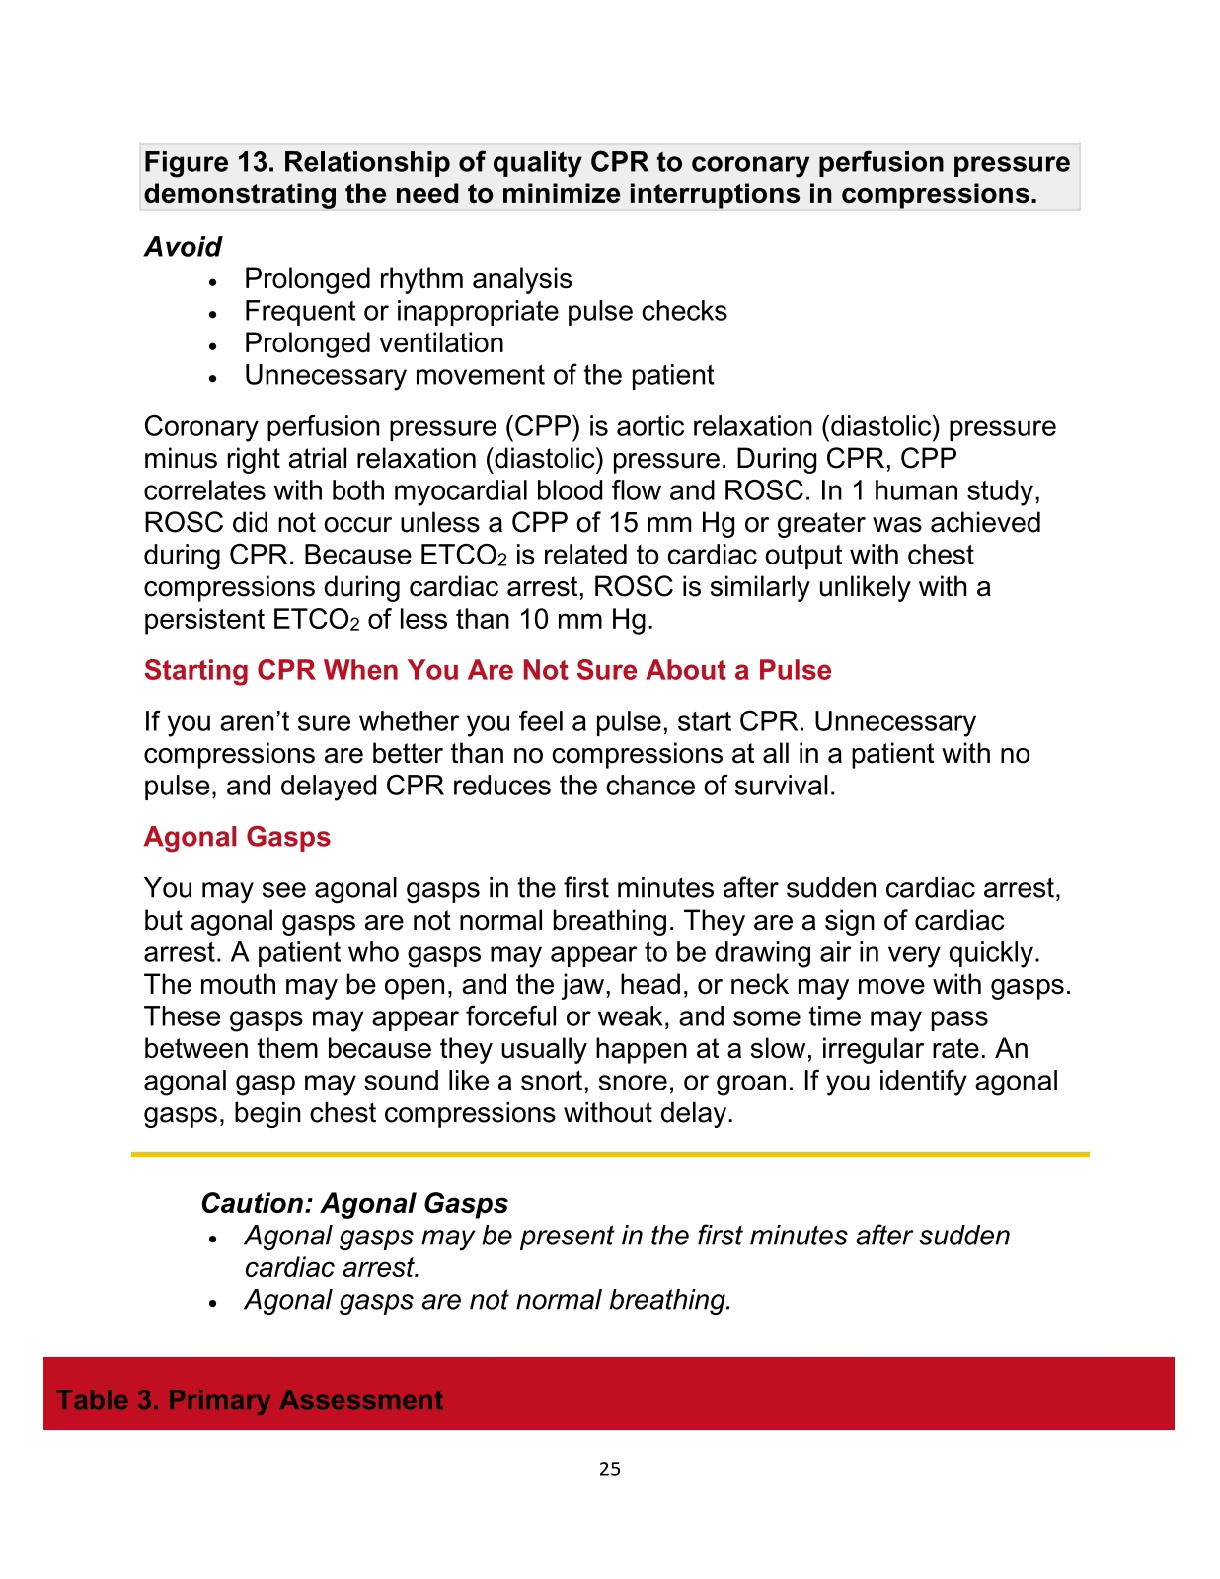 Figure 13. Relationship of quality CPR to coronary perfusion pressure
demonstrating the need to minimize interruptions in compressions.
Avoid
• Prolonged rhythm analysis
• Frequent or inappropriate pulse checks
• Prolonged ventilation
• Unnecessary movement of the patient
Coronary perfusion pressure (CPP) is aortic relaxation (diastolic) pressure
minus right atrial relaxation (diastolic) pressure. During CPR, CPP
correlates with both myocardial blood flow and ROSC. In 1 human study,
ROSC did not occur unless a CPP of 15 mm Hg or greater was achieved
during CPR. Because ETCO₂ is related to cardiac output with chest
compressions during cardiac arrest, ROSC is similarly unlikely with a
persistent ETCO₂ of less than 10 mm Hg.
Starting CPR When You Are Not Sure About a Pulse
If you aren’t sure whether you feel a pulse, start CPR. Unnecessary
compressions are better than no compressions at all in a patient with no
pulse, and delayed CPR reduces the chance of survival.
Agonal Gasps
You may see agonal gasps in the first minutes after sudden cardiac arrest,
but agonal gasps are not normal breathing. They are a sign of cardiac
arrest. A patient who gasps may appear to be drawing air in very quickly.
The mouth may be open, and the jaw, head, or neck may move with gasps.
These gasps may appear forceful or weak, and some time may pass
between them because they usually happen at a slow, irregular rate. An
agonal gasp may sound like a snort, snore, or groan. If you identify agonal
gasps, begin chest compressions without delay.
Caution: Agonal Gasps
• Agonal gasps may be present in the first minutes after sudden
cardiac arrest.
• Agonal gasps are not normal breathing.
Table 3. Primary Assessment
25